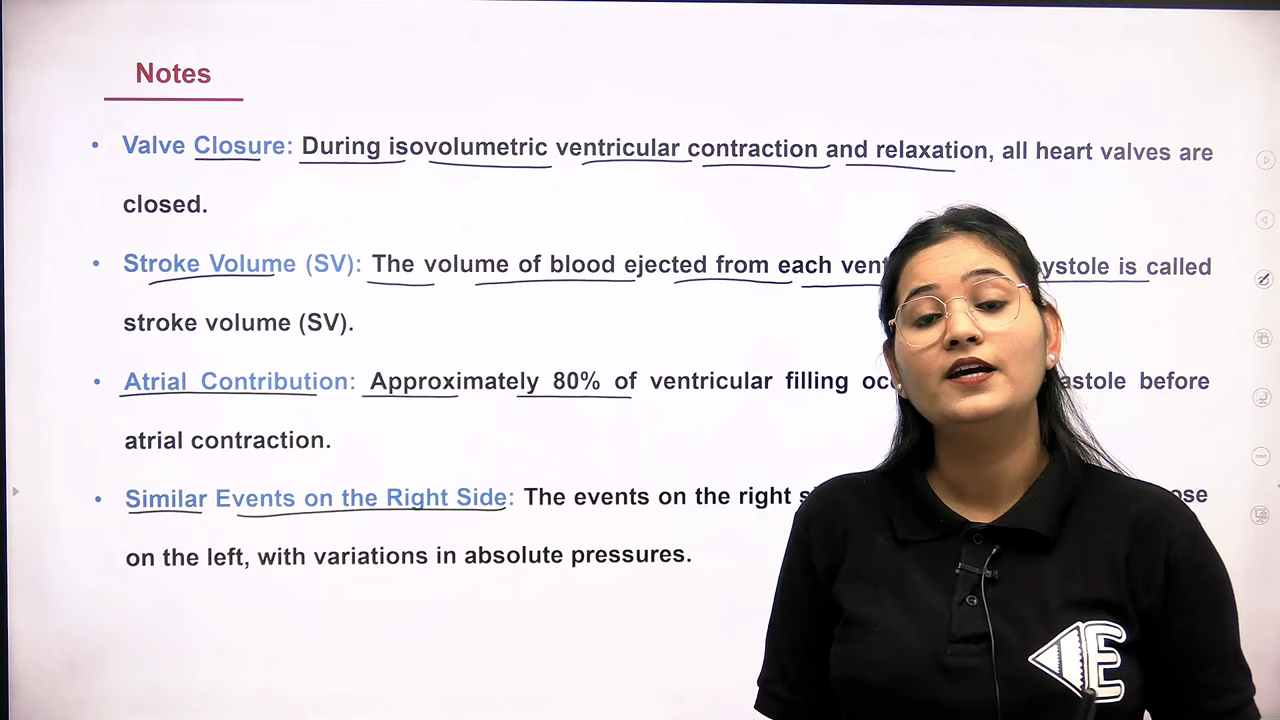 Notes
• Valve Closure: During isovolumetric ventricular contraction and relaxation, all heart valves are
closed.
• Stroke Volume (SV): The volume of blood ejected from each ystole is called
stroke volume (SV).
• Atrial Contribution: Approximately 80% of ventricular filling astole before
atrial contraction.
• Similar Events on the Right Side: The events on the right
on the left, with variations in absolute pressures.
E